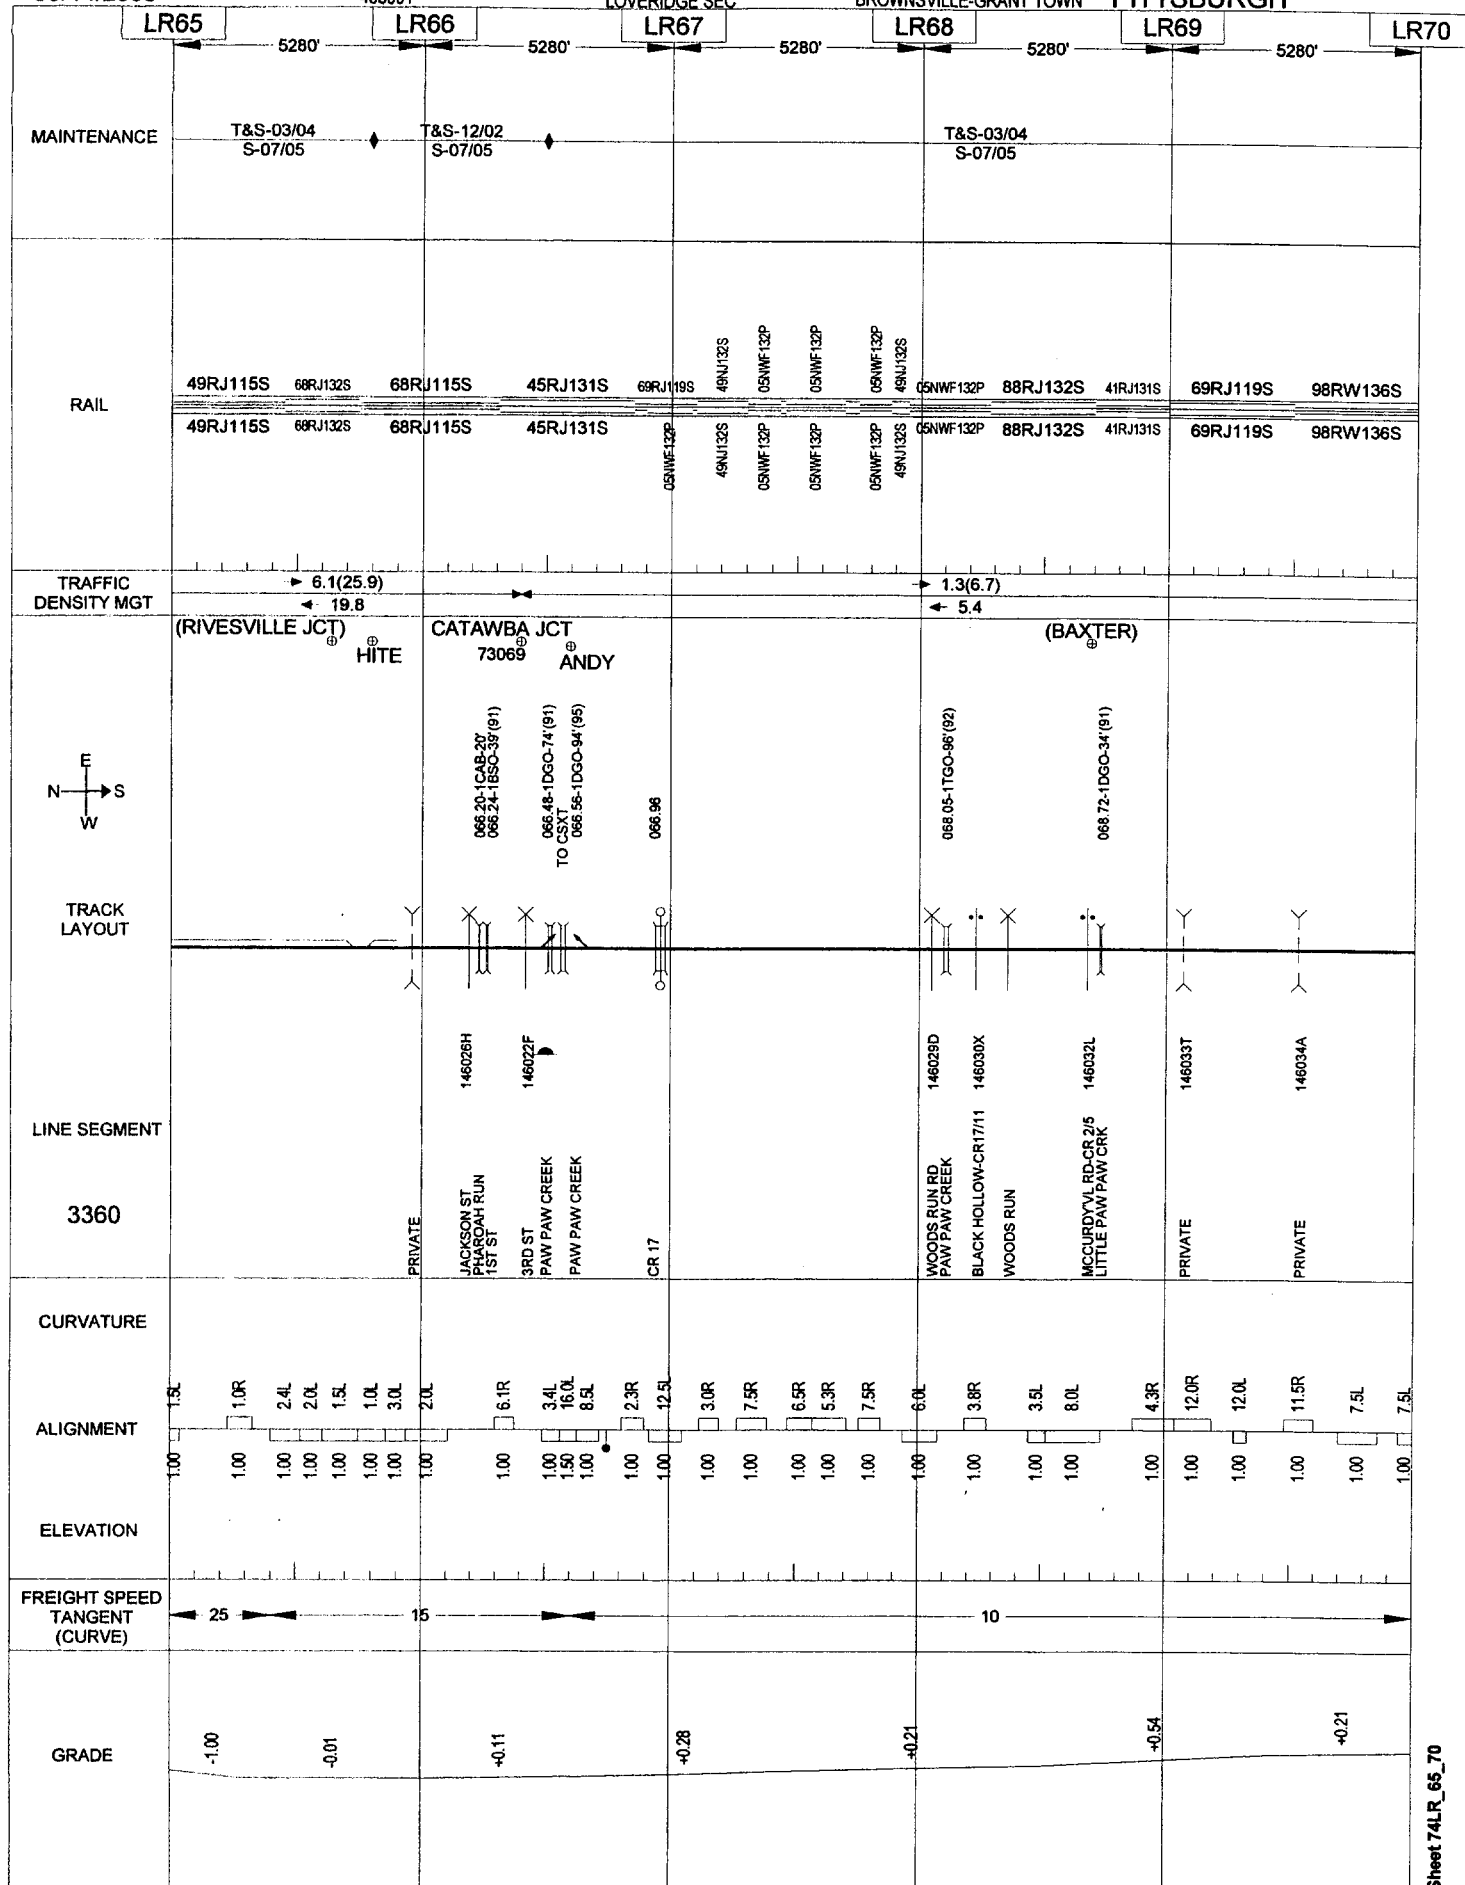 LOVERIDGE SEC BROWNSVILLE-GRANT TOWN PITTSBURGH
LR65 LR66 LR67 LR68 LR69 LR70
5280' 5280' 5280' 5280' 5280'
MAINTENANCE
T&S-03/04 T&S-12/02 T&S-03/04
S-07/05 S-07/05 S-07/05
RAIL
49RJ115S 68RJ132S 68RJ115S 45RJ131S 69RJ119S 49NJ132S 05NWF132P 05NWF132P 05NWF132P 49NJ132S 05NWF132P 88RJ132S 41RJ131S 69RJ119S 98RW136S
49RJ115S 68RJ132S 68RJ115S 45RJ131S 05NWF132P 49NJ132S 05NWF132P 05NWF132P 05NWF132P 49NJ132S 05NWF132P 88RJ132S 41RJ131S 69RJ119S 98RW136S
TRAFFIC
DENSITY MGT
6.1(25.9) 1.3(6.7)
19.8 5.4
(RIVESVILLE JCT) CATAWBA JCT (BAXTER)
HITE 73069 ANDY
E
N S
W
066.20-1CAB-20'
066.24-1BSO-39'(91)
066.48-1DGO-74'(91)
TO CSXT
066.56-1DGO-94'(95)
066.96
068.05-1TGO-96'(92)
068.72-1DGO-34'(91)
TRACK
LAYOUT
146026H 146022F 146029D 146030X 146032L 146033T 146034A
LINE SEGMENT
3360
PRIVATE
JACKSON ST
PHAROAH RUN
1ST ST
3RD ST
PAW PAW CREEK
PAW PAW CREEK
CR 17
WOODS RUN RD
PAW PAW CREEK
BLACK HOLLOW-CR17/11
WOODS RUN
MCCURDY'VL RD-CR 2/5
LITTLE PAW PAW CRK
PRIVATE
PRIVATE
CURVATURE
1.5L 1.0R 2.4L 2.0L 1.5L 1.0L 3.0L 2.0L 6.1R 3.4L 16.0L 8.5L 2.3R 12.5L 3.0R 7.5R 6.5R 5.3R 7.5R 6.0L 3.8R 3.5L 8.0L 4.3R 12.0R 12.0L 11.5R 7.5L 7.5L
ALIGNMENT
1.00 1.00 1.00 1.00 1.00 1.00 1.00 1.00 1.00 1.00 1.50 1.00 1.00 1.00 1.00 1.00 1.00 1.00 1.00 1.00 1.00 1.00 1.00 1.00 1.00 1.00 1.00 1.00 1.00
ELEVATION
FREIGHT SPEED
TANGENT
(CURVE)
25 15 10
GRADE
-1.00 -0.01 +0.11 +0.28 +0.21 +0.54 +0.21
Sheet 74LR_65_70